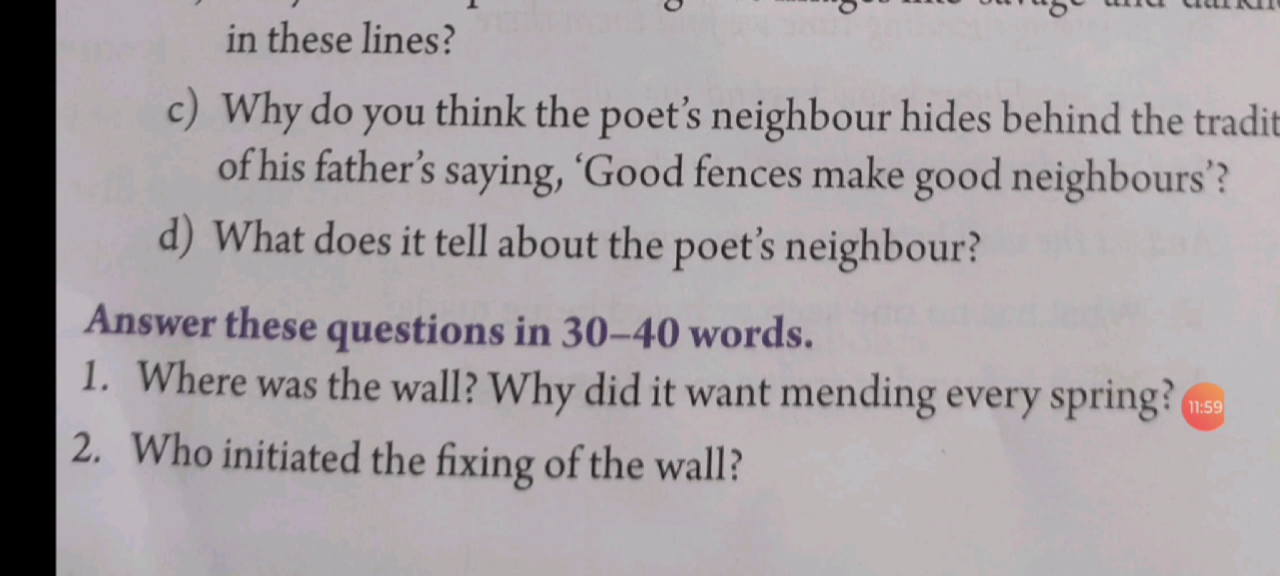 in these lines?
c) Why do you think the poet's neighbour hides behind the
of his father's saying, 'Good fences make good neighbours'?
d) What does it tell about the poet's neighbour?
Answer these questions in 30–40 words.
1. Where was the wall? Why did it want mending every spring?
11:59
2. Who initiated the fixing of the wall?